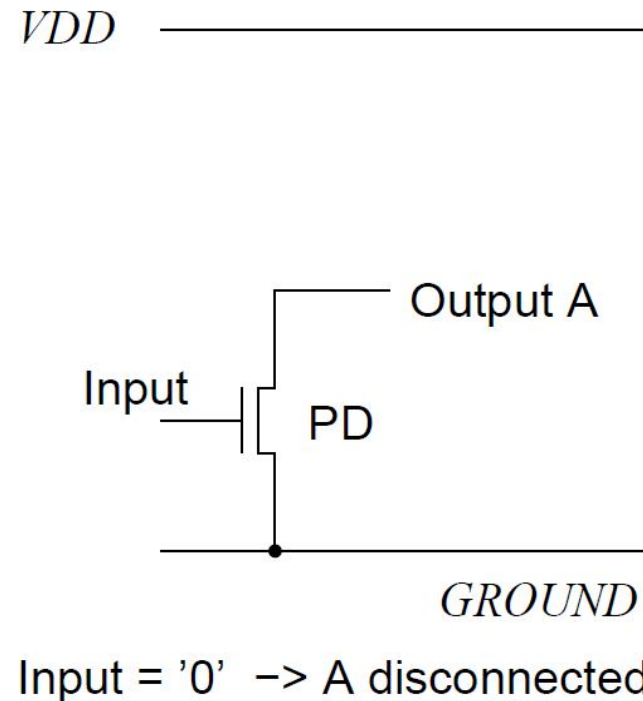 VDD
Output A
Input
PD
GROUND
Input = ’0’ −> A disconnected